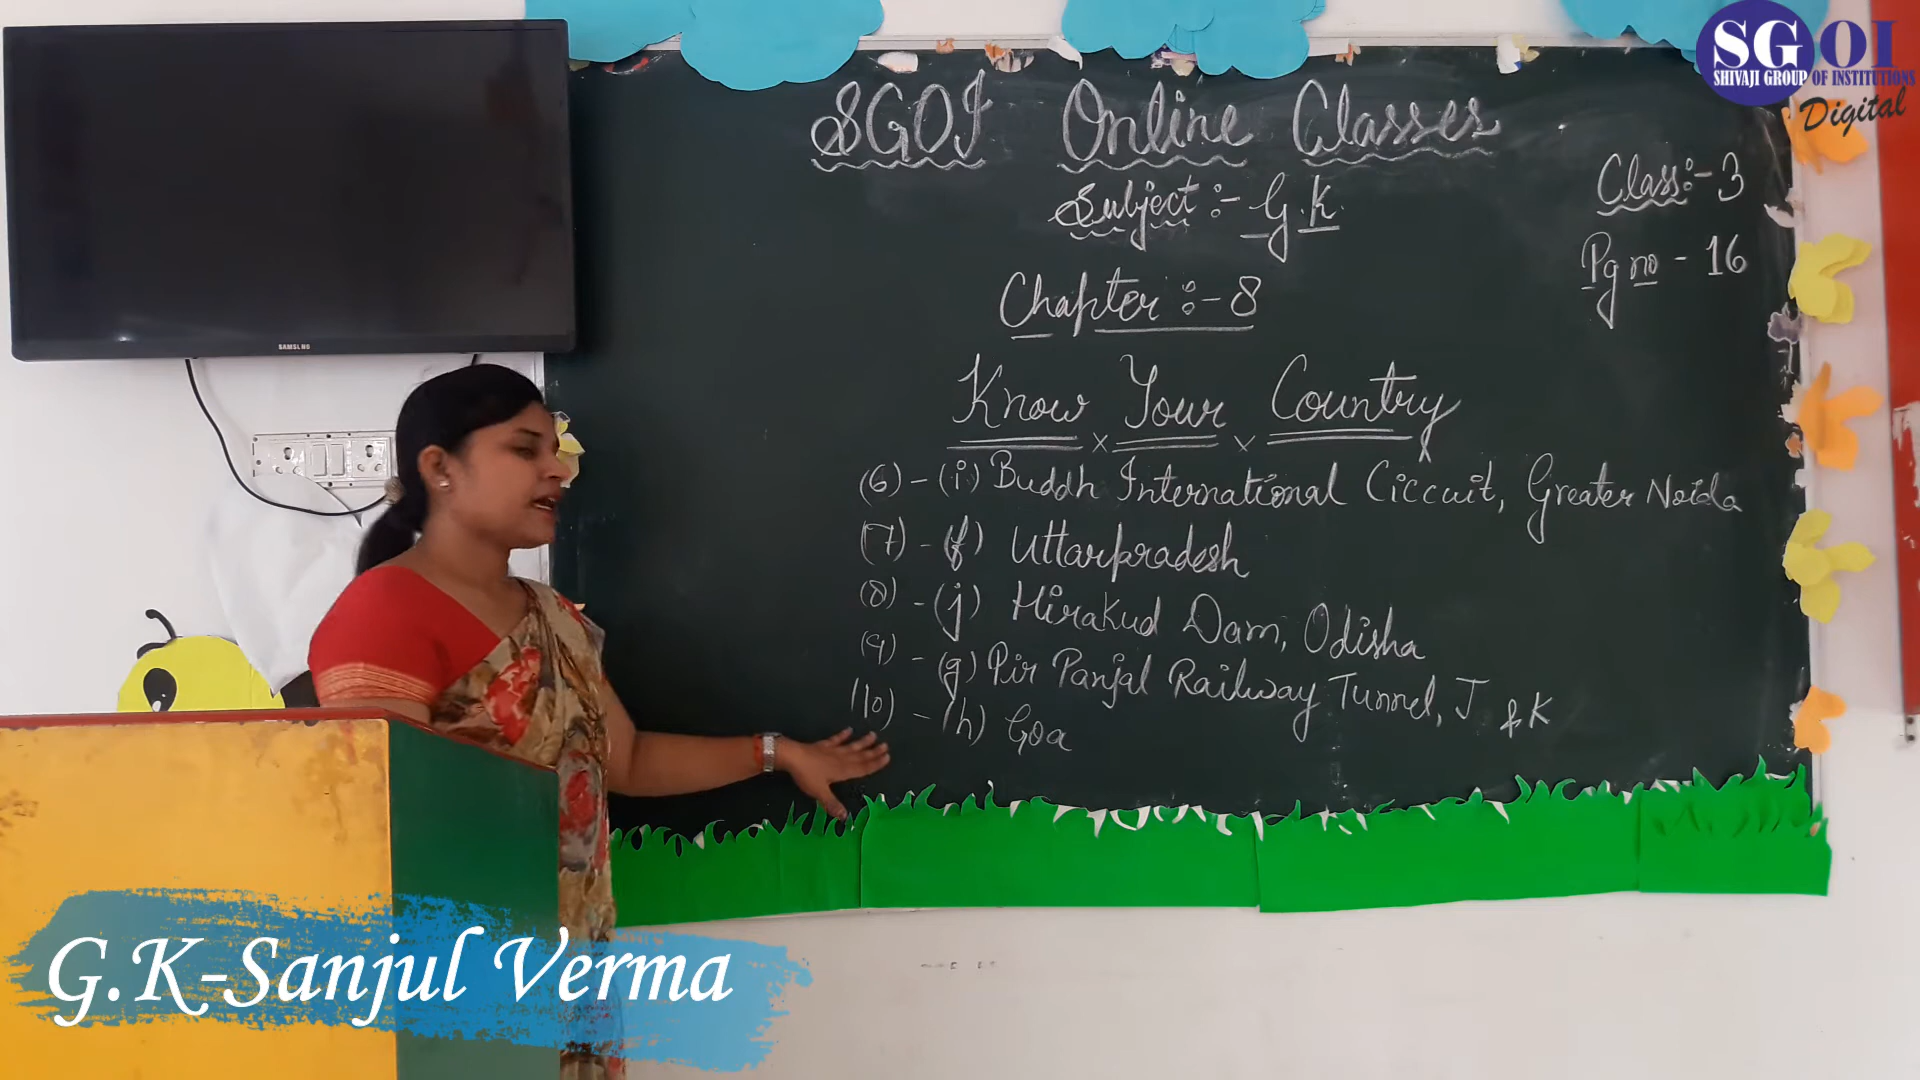 SGOI
SHIVAJI GROUP OF INSTITUTIONS
Digital
SGOI Online Classes
Subject :- G.K.
Class:- 3
Pg no - 16
Chapter :- 8
Know Your Country
(6) - (i) Buddh International Ciccuit, Greater Noida
(7) - (f) Uttarpradesh
(8) - (j) Hirakud Dam, Odisha
(9) - (g) Pir Panjal Railway Tunnel, J & K
(10) - (h) Goa
SAMSUNG
G.K-Sanjul Verma